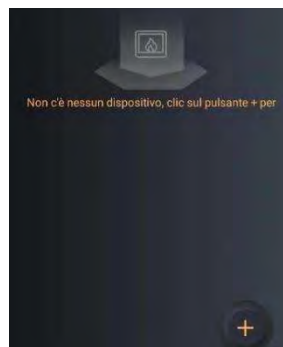 Non c'è nessun dispositivo, clic sul pulsante + per
+